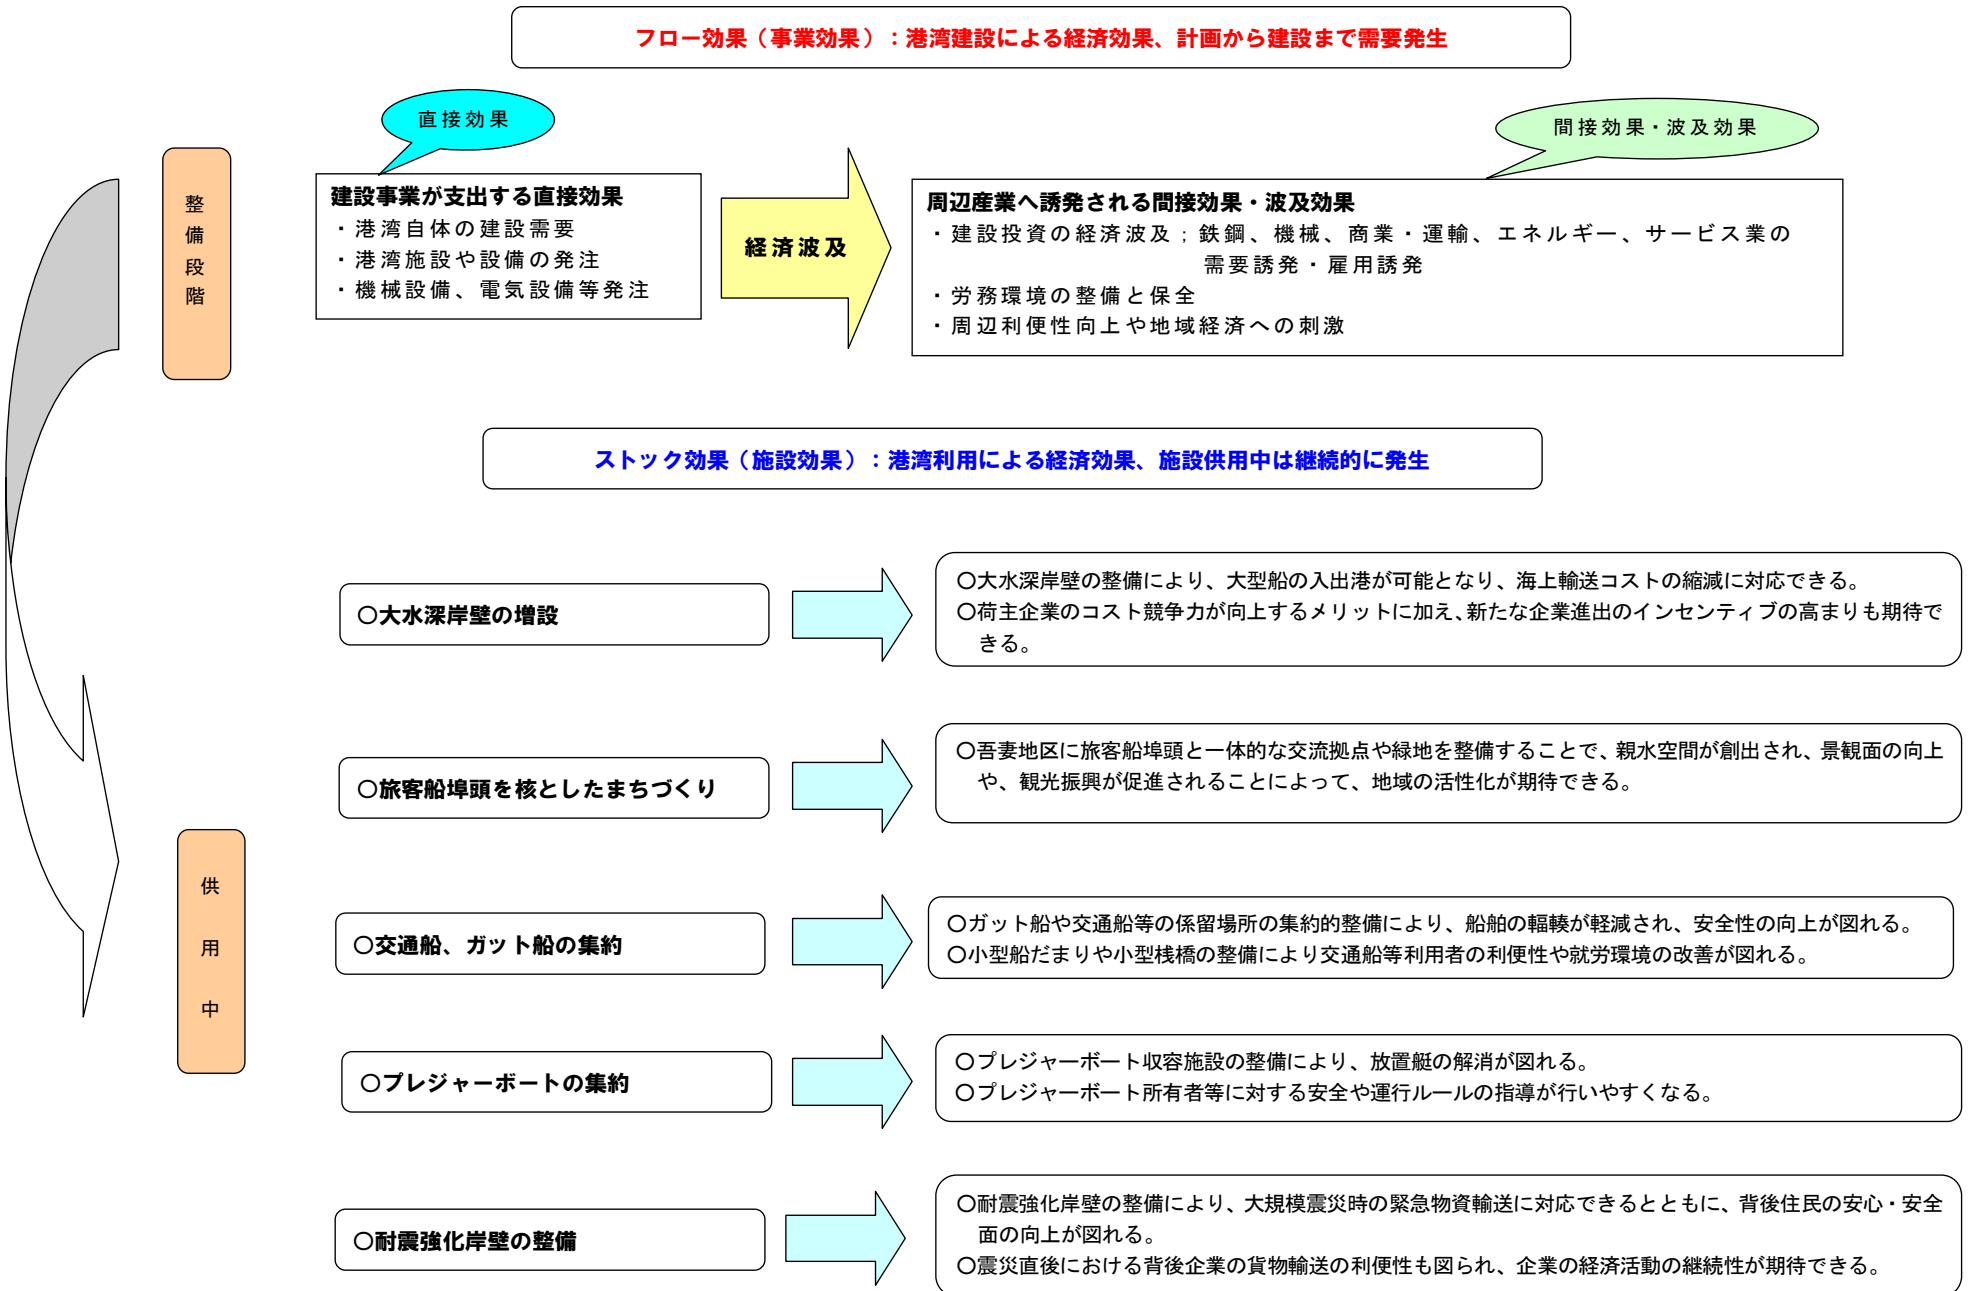 フロー効果（事業効果）：港湾建設による経済効果、計画から建設まで需要発生
直接効果
間接効果・波及効果
整備段階
建設事業が支出する直接効果
・港湾自体の建設需要
・港湾施設や設備の発注
・機械設備、電気設備等発注
経済波及
周辺産業へ誘発される間接効果・波及効果
・建設投資の経済波及；鉄鋼、機械、商業・運輸、エネルギー、サービス業の
需要誘発・雇用誘発
・労務環境の整備と保全
・周辺利便性向上や地域経済への刺激
ストック効果（施設効果）：港湾利用による経済効果、施設供用中は継続的に発生
供用中
〇大水深岸壁の増設
〇大水深岸壁の整備により、大型船の入出港が可能となり、海上輸送コストの縮減に対応できる。
〇荷主企業のコスト競争力が向上するメリットに加え、新たな企業進出のインセンティブの高まりも期待で
きる。
〇旅客船埠頭を核としたまちづくり
〇吾妻地区に旅客船埠頭と一体的な交流拠点や緑地を整備することで、親水空間が創出され、景観面の向上
や、観光振興が促進されることによって、地域の活性化が期待できる。
〇交通船、ガット船の集約
〇ガット船や交通船等の係留場所の集約的整備により、船舶の輻輳が軽減され、安全性の向上が図れる。
〇小型船だまりや小型桟橋の整備により交通船等利用者の利便性や就労環境の改善が図れる。
〇プレジャーボートの集約
〇プレジャーボート収容施設の整備により、放置艇の解消が図れる。
〇プレジャーボート所有者等に対する安全や運行ルールの指導が行いやすくなる。
〇耐震強化岸壁の整備
〇耐震強化岸壁の整備により、大規模震災時の緊急物資輸送に対応できるとともに、背後住民の安心・安全
面の向上が図れる。
〇震災直後における背後企業の貨物輸送の利便性も図られ、企業の経済活動の継続性が期待できる。